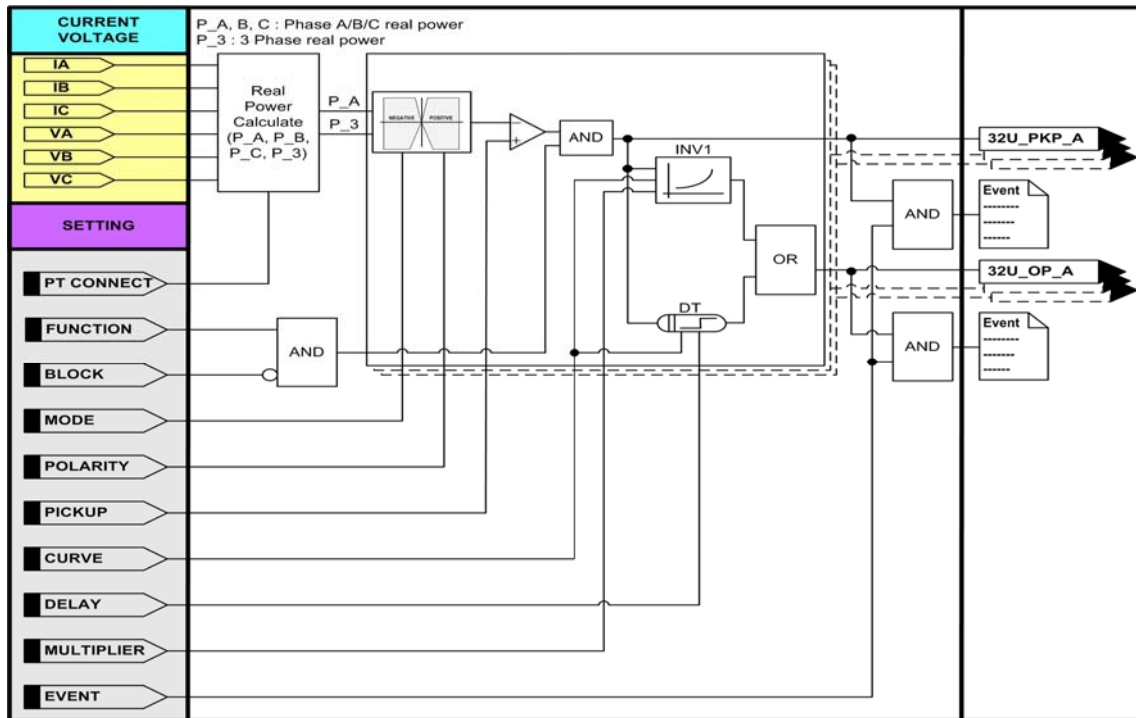 CURRENT
VOLTAGE
P_A, B, C : Phase A/B/C real power
P_3 : 3 Phase real power
IA
IB
IC
VA
VB
VC
Real
Power
Calculate
(P_A, P_B,
P_C, P_3)
P_A
P_3
NEGATIVE
POSITIVE
−
+
AND
INV1
32U_PKP_A
AND
Event
--------
-------
------
SETTING
OR
PT CONNECT
32U_OP_A
DT
FUNCTION
AND
AND
Event
--------
-------
------
BLOCK
MODE
POLARITY
PICKUP
CURVE
DELAY
MULTIPLIER
EVENT